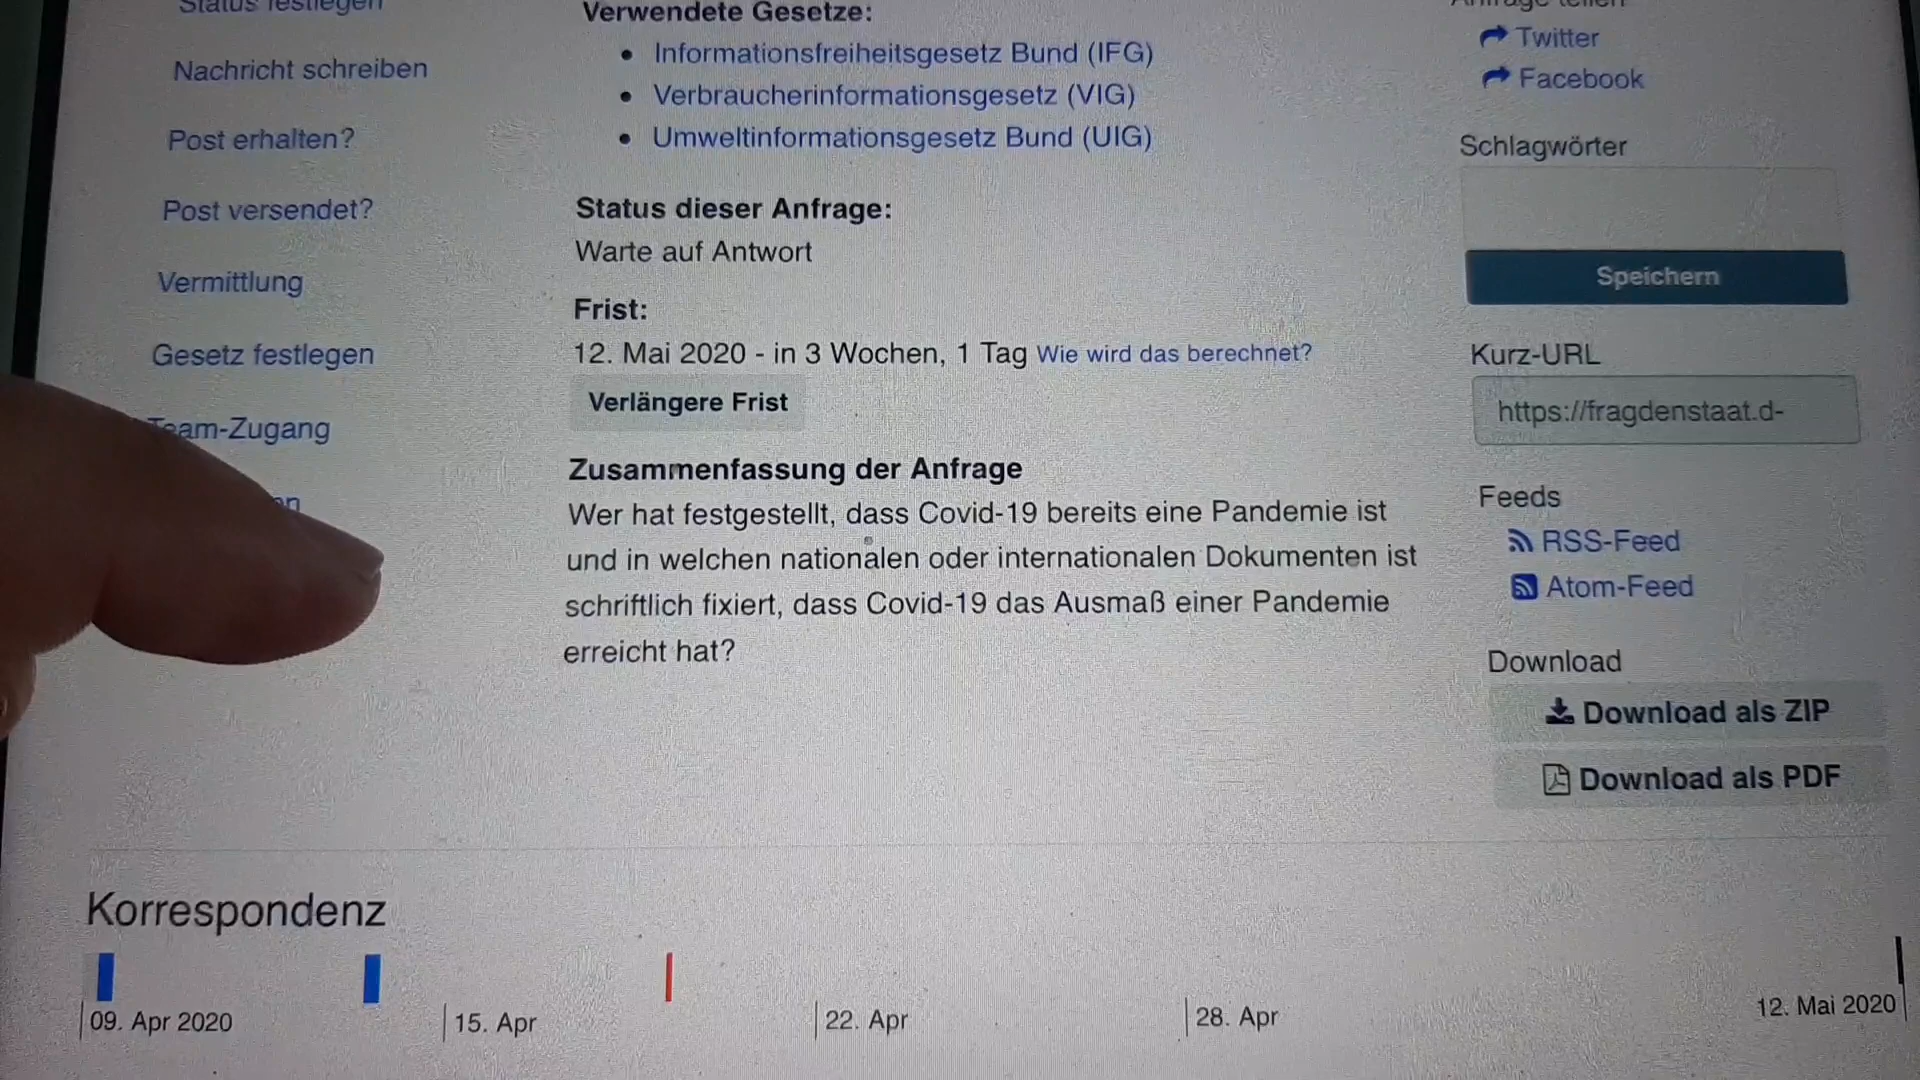 Status festlegen
Nachricht schreiben
Post erhalten?
Post versendet?
Vermittlung
Gesetz festlegen
Team-Zugang
Verwendete Gesetze:
Informationsfreiheitsgesetz Bund (IFG)
Verbraucherinformationsgesetz (VIG)
Umweltinformationsgesetz Bund (UIG)
Status dieser Anfrage:
Warte auf Antwort
Frist:
12. Mai 2020 - in 3 Wochen, 1 Tag Wie wird das berechnet?
Verlängere Frist
Zusammenfassung der Anfrage
Wer hat festgestellt, dass Covid-19 bereits eine Pandemie ist
und in welchen nationalen oder internationalen Dokumenten ist
schriftlich fixiert, dass Covid-19 das Ausmaß einer Pandemie
erreicht hat?
Anfrage teilen
Twitter
Facebook
Schlagwörter
Speichern
Kurz-URL
https://fragdenstaat.d-
Feeds
RSS-Feed
Atom-Feed
Download
Download als ZIP
Download als PDF
Korrespondenz
09. Apr 2020
15. Apr
22. Apr
28. Apr
12. Mai 2020